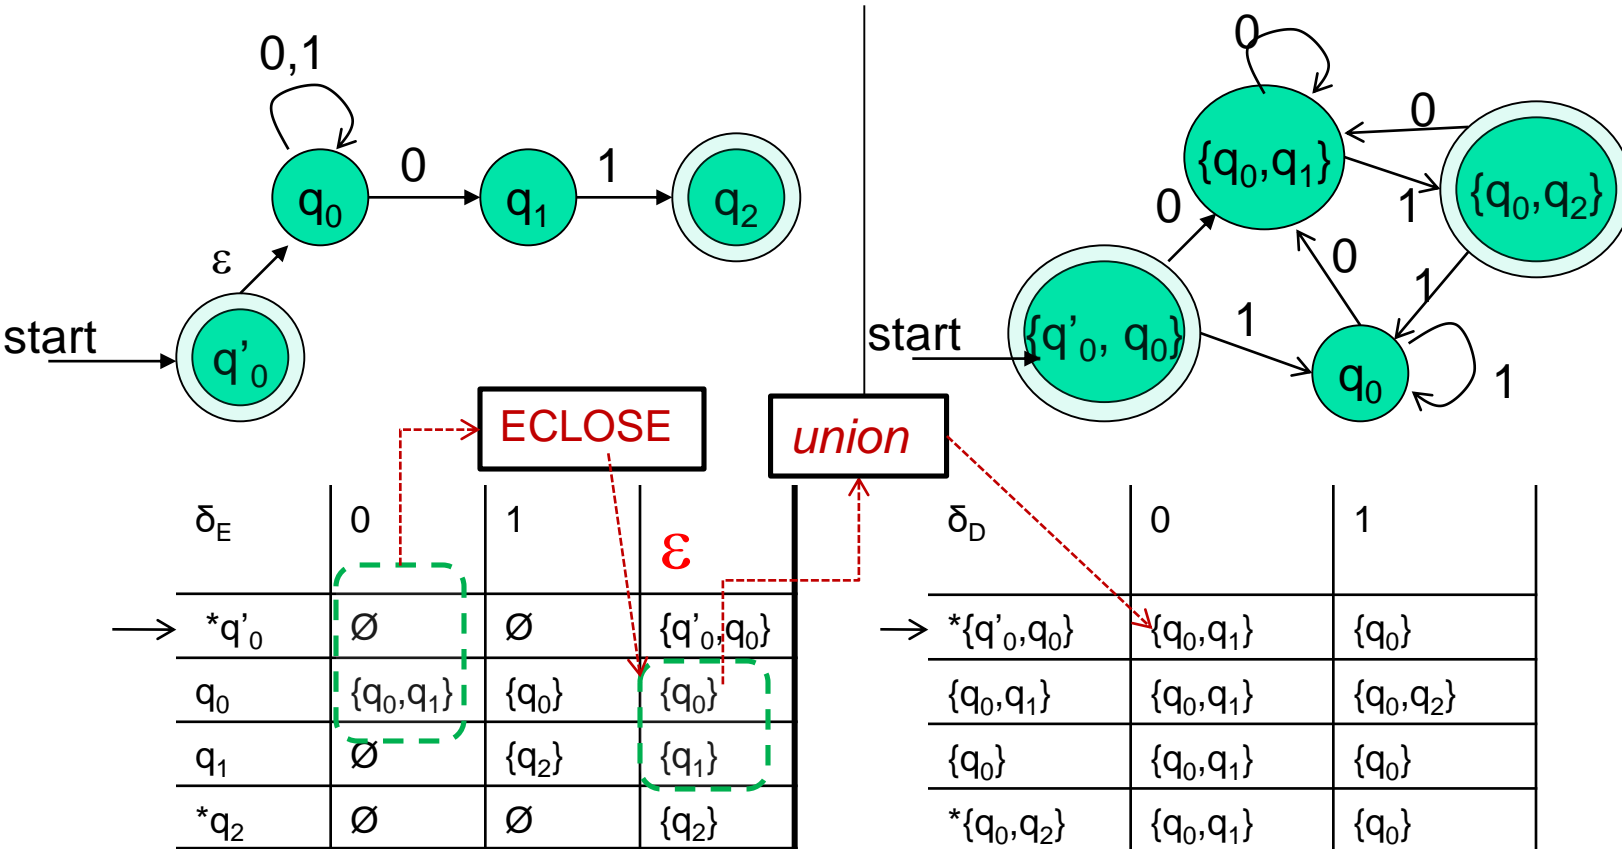 0,1
0
1
q₀
q₁
q₂
ε
start
q’₀
0
0
{q₀,q₁}
{q₀,q₂}
0
1
0
1
start
{q’₀, q₀}
1
q₀
1
ECLOSE
union
δE 0 1 ε
*q’₀ Ø Ø {q’₀,q₀}
q₀ {q₀,q₁} {q₀} {q₀}
q₁ Ø {q₂} {q₁}
*q₂ Ø Ø {q₂}
δD 0 1
*{q’₀,q₀} {q₀,q₁} {q₀}
{q₀,q₁} {q₀,q₁} {q₀,q₂}
{q₀} {q₀,q₁} {q₀}
*{q₀,q₂} {q₀,q₁} {q₀}